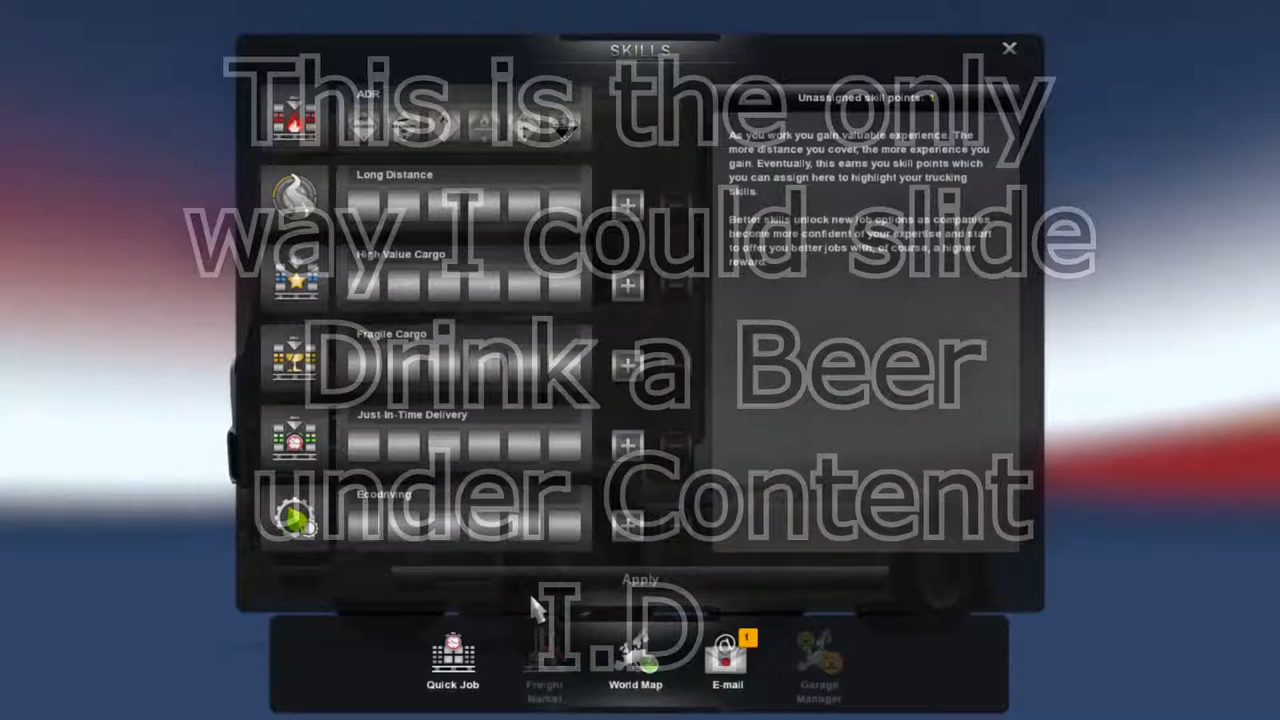 SKILLS
This is the only
way I could slide
Drink a Beer
under Content
I.D
ADR
Long Distance
High Value Cargo
Fragile Cargo
Just-In-Time Delivery
Ecodriving
Unassigned skill points: 1
As you work you gain valuable experience. The
more distance you cover, the more experience you
gain. Eventually, this earns you skill points which
you can assign here to highlight your trucking
skills.
Better skills unlock new job options as companies
become more confident of your expertise and start
to offer you better jobs with, of course, a higher
reward.
Apply
Quick Job
Freight
Market
World Map
1
E-mail
Garage
Manager